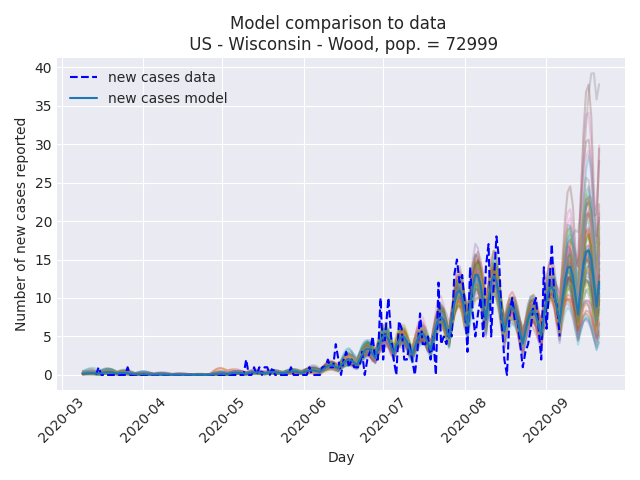 Model comparison to data
US - Wisconsin - Wood, pop. = 72999
new cases data
new cases model
Number of new cases reported
40
35
30
25
20
15
10
5
0
2020-03
2020-04
2020-05
2020-06
2020-07
2020-08
2020-09
Day